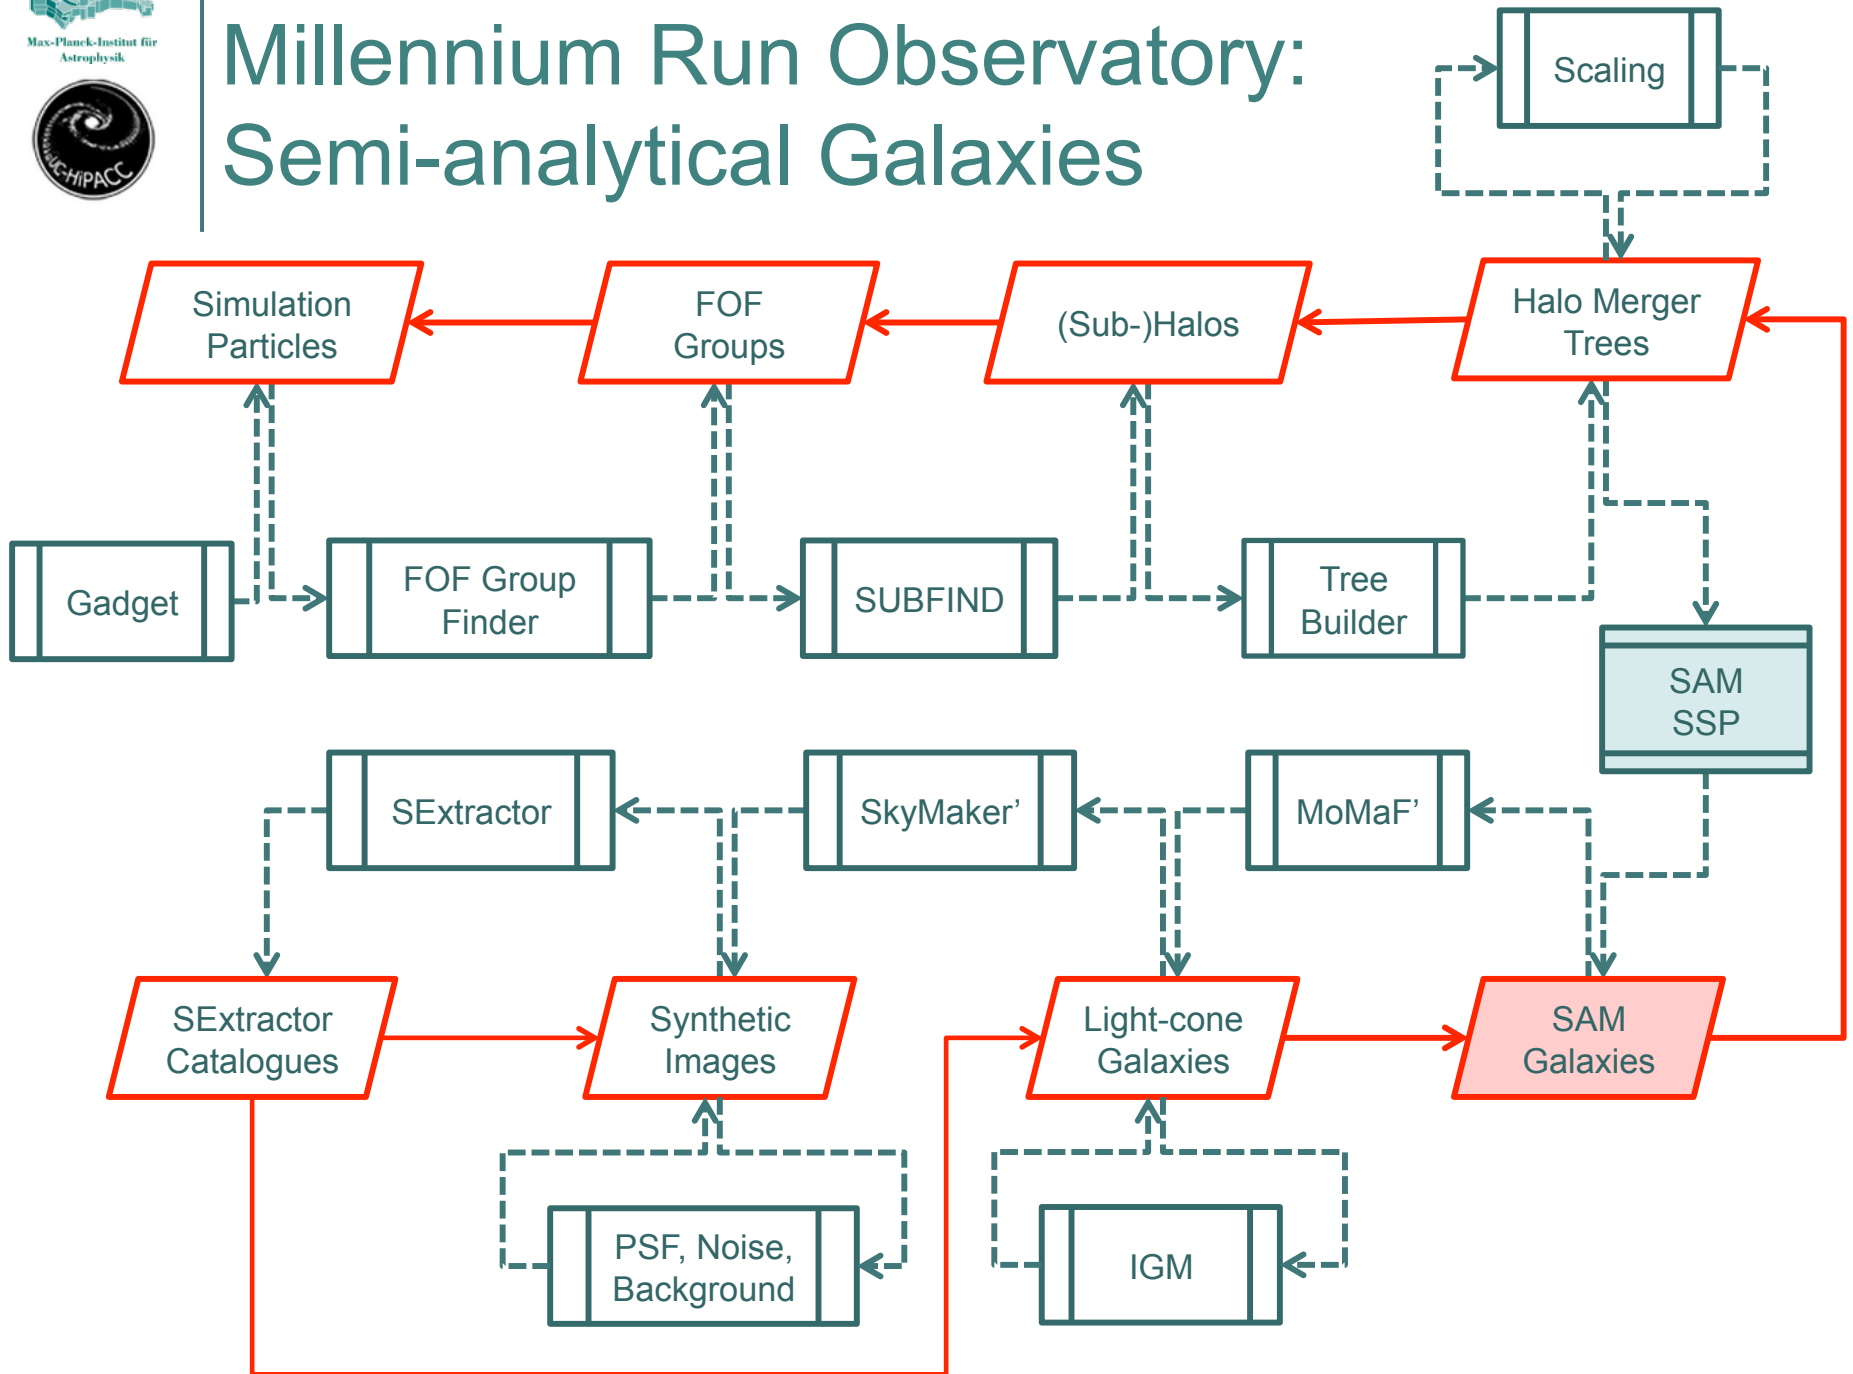 Max-Planck-Institut für
Astrophysik
UC-HiPACC
Millennium Run Observatory:
Semi-analytical Galaxies
Scaling
Simulation
Particles
FOF
Groups
(Sub-)Halos
Halo Merger
Trees
Gadget
FOF Group
Finder
SUBFIND
Tree
Builder
SAM
SSP
SExtractor
SkyMaker’
MoMaF’
SExtractor
Catalogues
Synthetic
Images
Light-cone
Galaxies
SAM
Galaxies
PSF, Noise,
Background
IGM